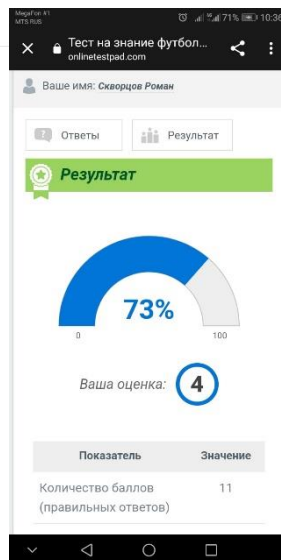 MegaFon #1
MTS RUS
71% 10:36
Тест на знание футбол...
onlinetestpad.com
Ваше имя: Скворцов Роман
Ответы
Результат
Результат
73%
0 100
Ваша оценка: 4
Показатель Значение
Количество баллов 11
(правильных ответов)